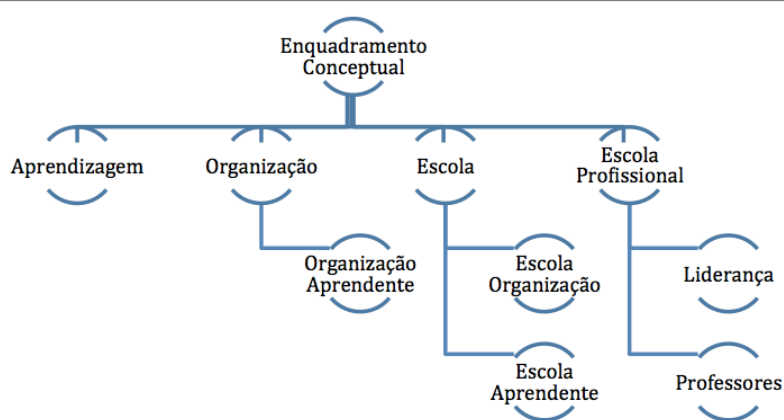 Enquadramento
Conceptual
Aprendizagem
Organização
Escola
Escola
Profissional
Organização
Aprendente
Escola
Organização
Liderança
Escola
Aprendente
Professores